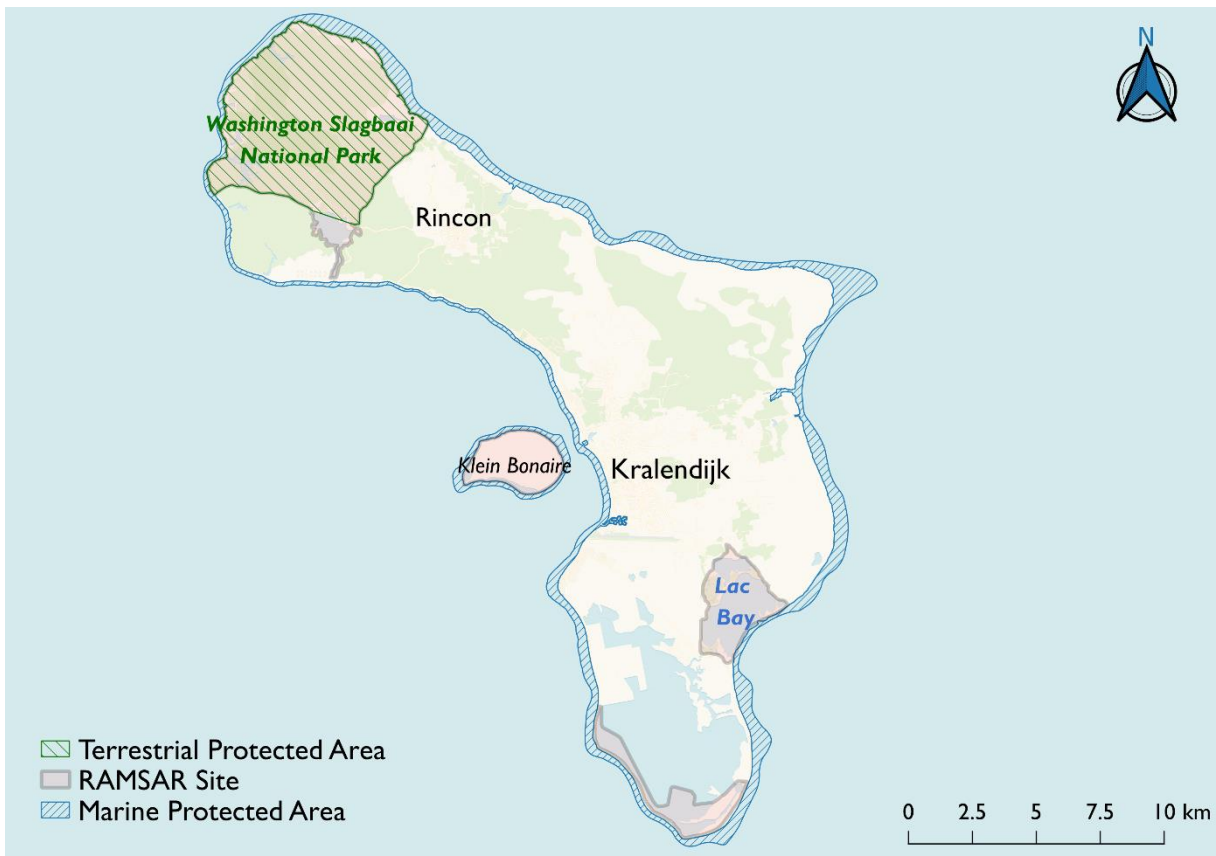 N
Washington Slagbaai
National Park
Rincon
Klein Bonaire
Kralendijk
Lac
Bay
Terrestrial Protected Area
RAMSAR Site
Marine Protected Area
0 2.5 5 7.5 10 km